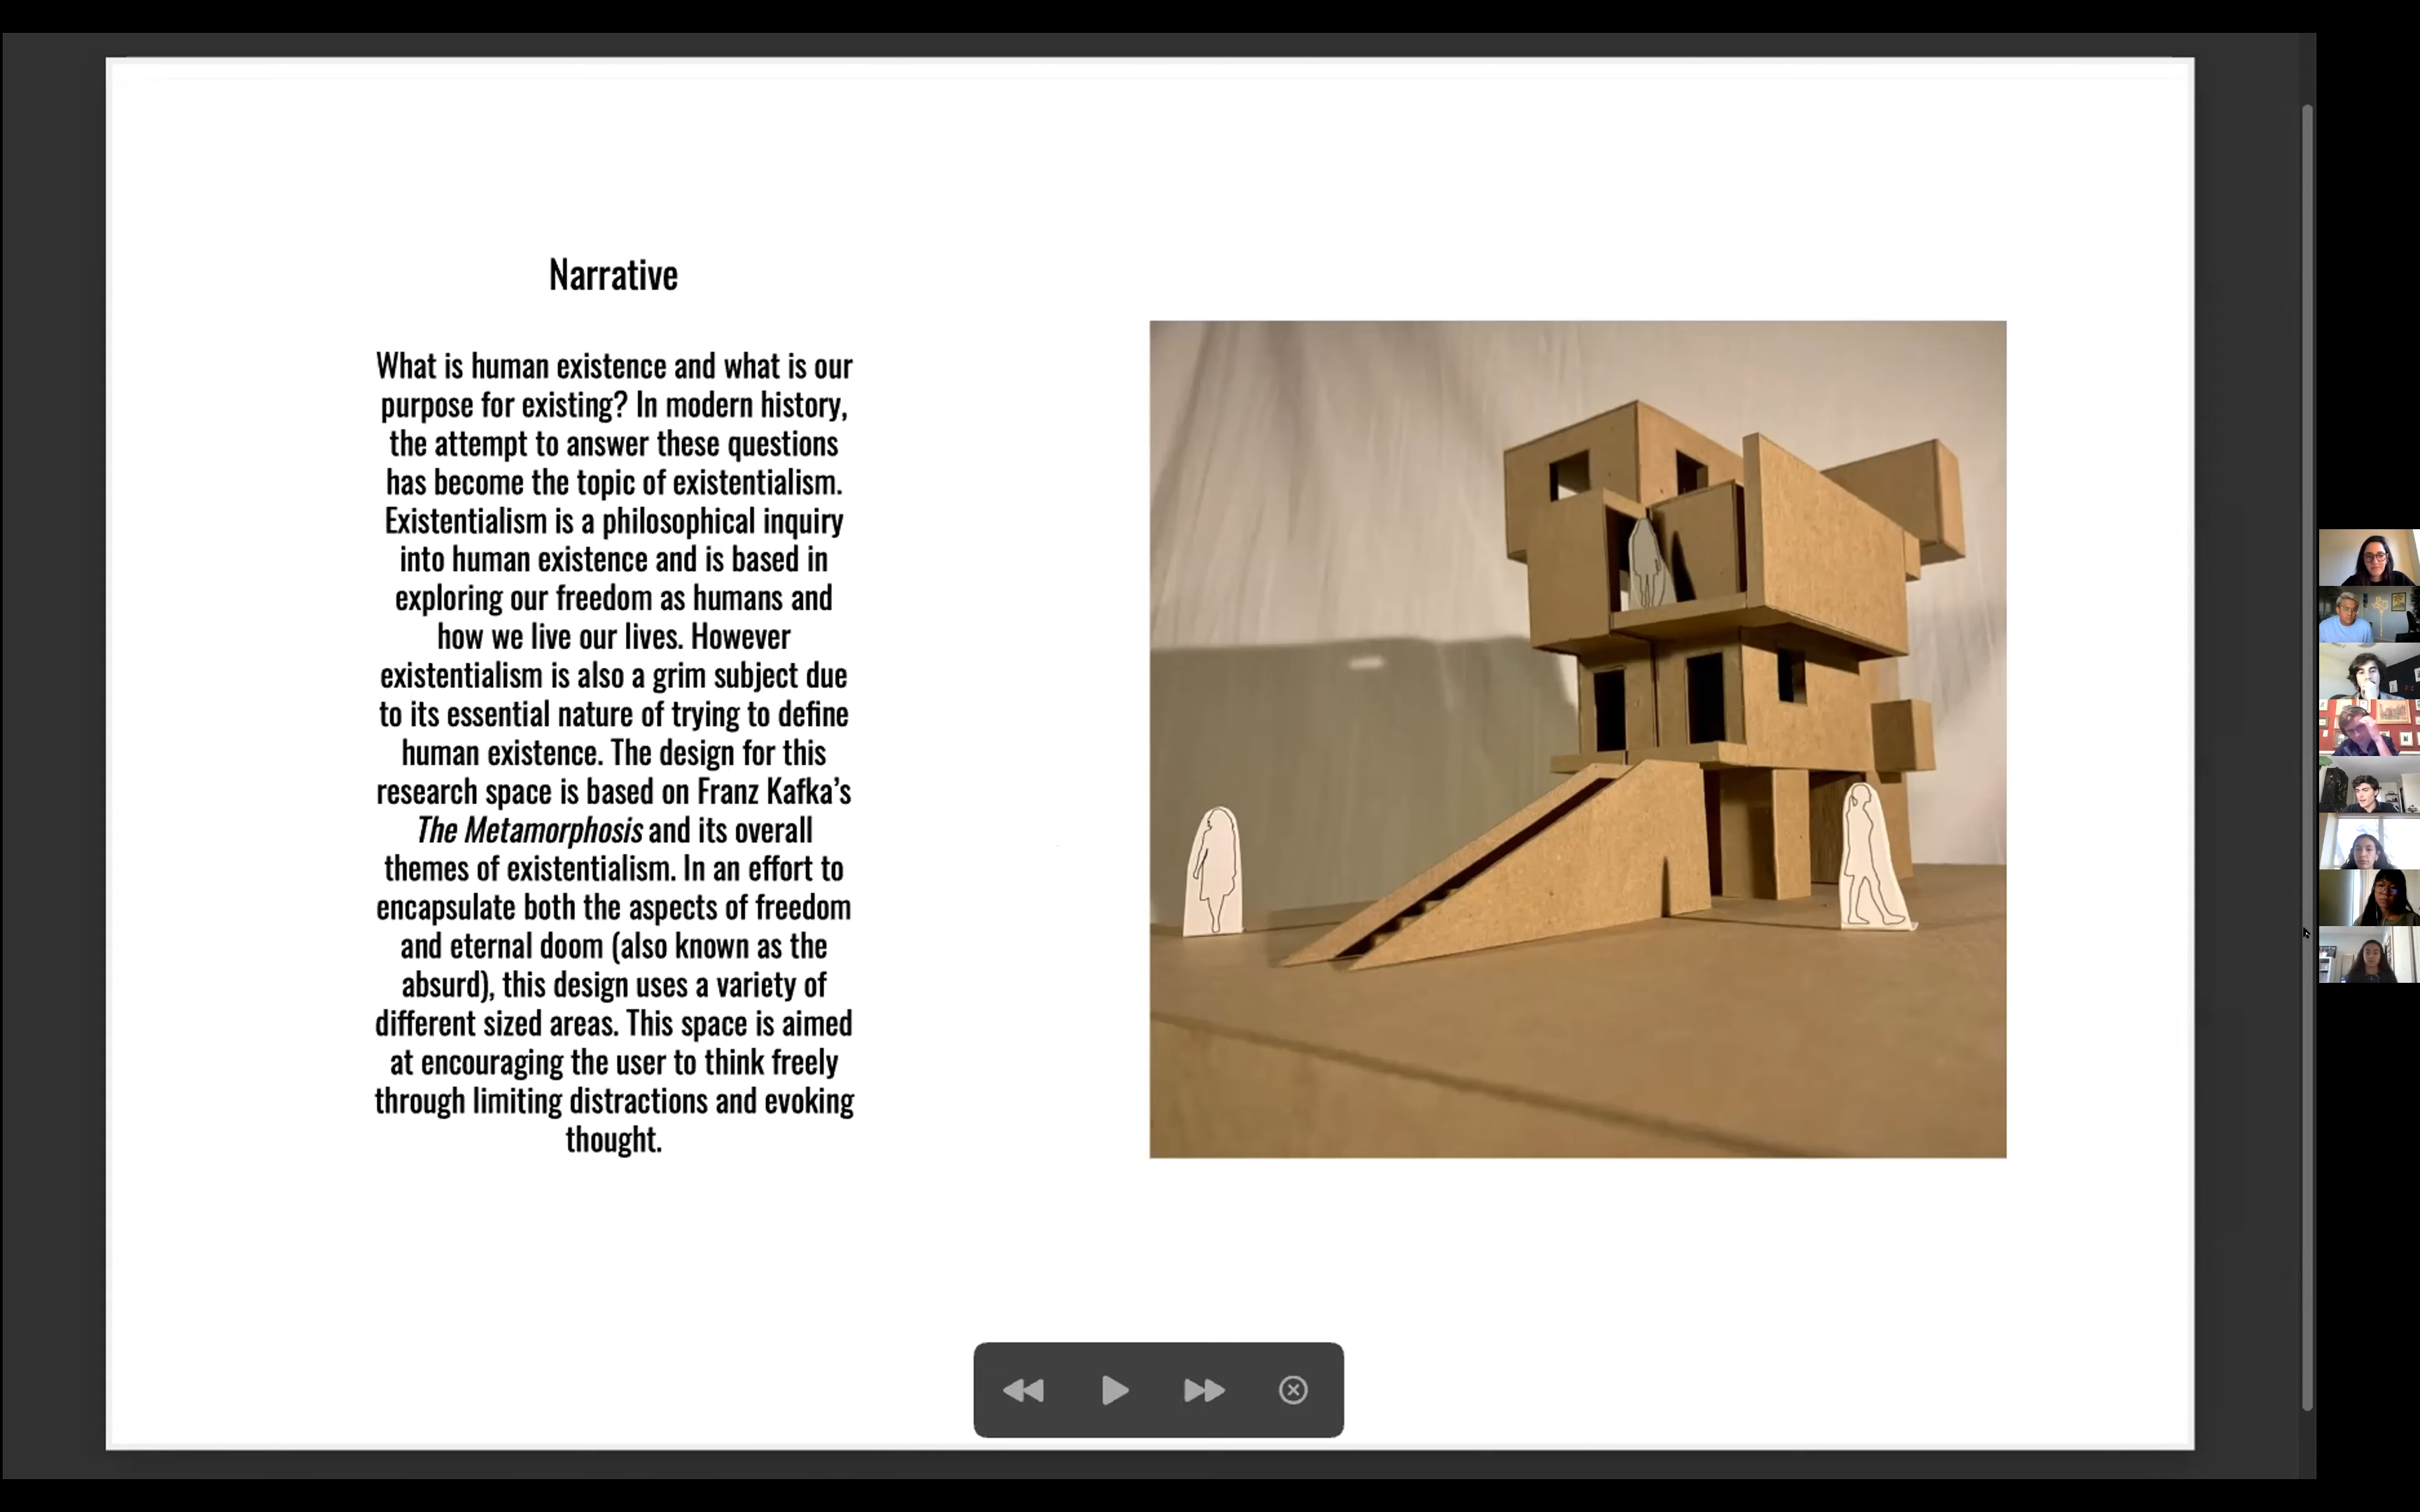 Narrative
What is human existence and what is our
purpose for existing? In modern history,
the attempt to answer these questions
has become the topic of existentialism.
Existentialism is a philosophical inquiry
into human existence and is based in
exploring our freedom as humans and
how we live our lives. However
existentialism is also a grim subject due
to its essential nature of trying to define
human existence. The design for this
research space is based on Franz Kafka’s
The Metamorphosis and its overall
themes of existentialism. In an effort to
encapsulate both the aspects of freedom
and eternal doom (also known as the
absurd), this design uses a variety of
different sized areas. This space is aimed
at encouraging the user to think freely
through limiting distractions and evoking
thought.